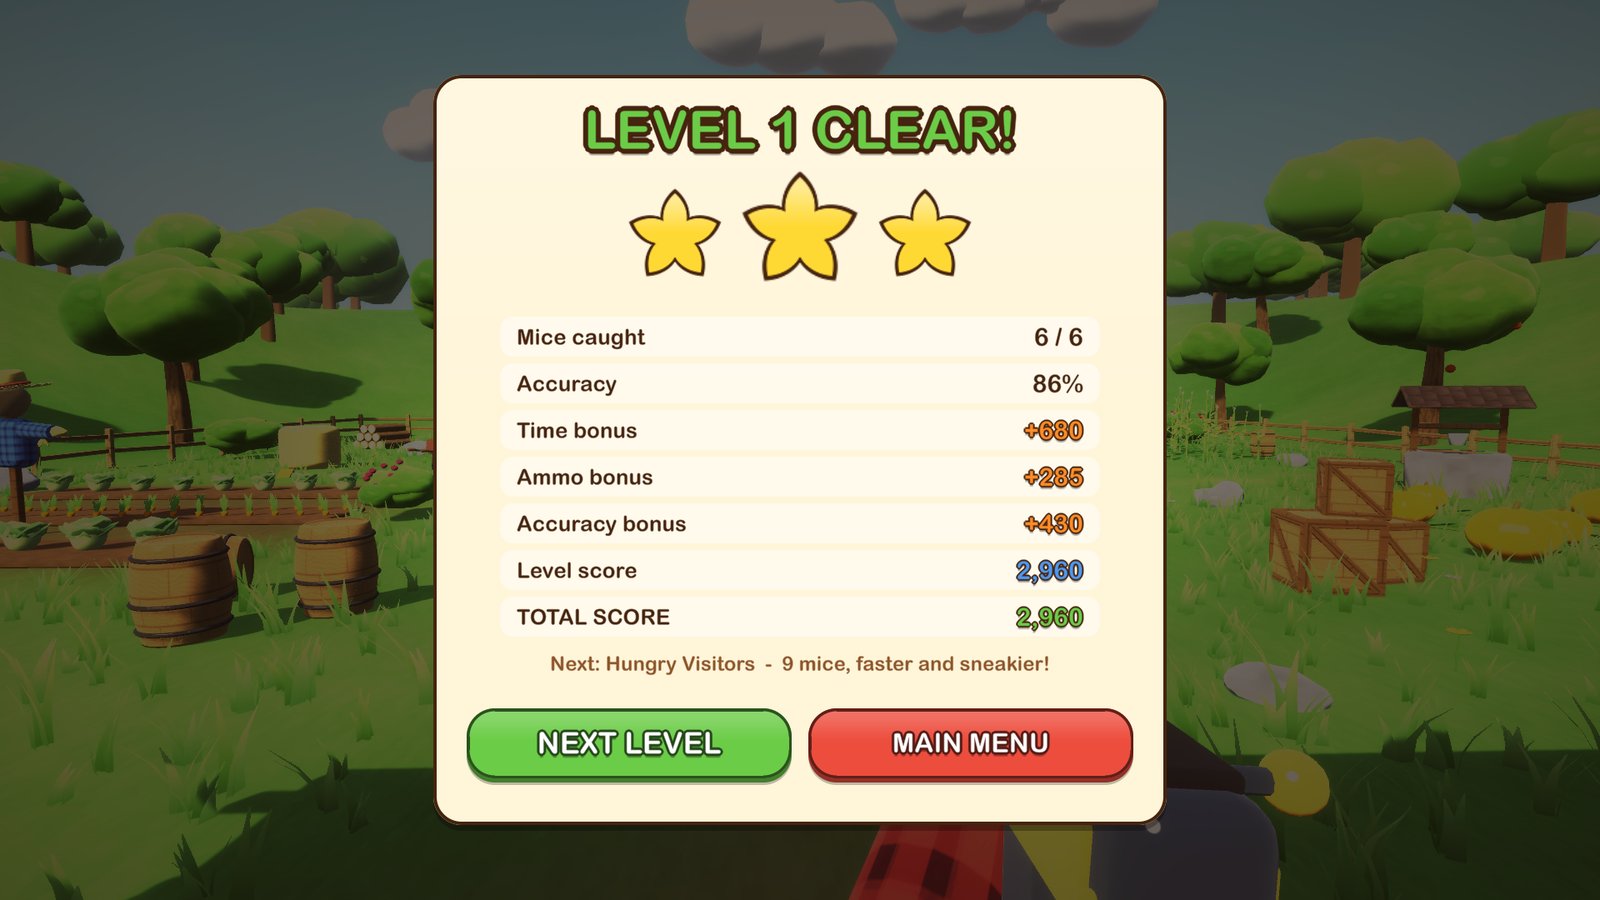 LEVEL 1 CLEAR!
Mice caught 6 / 6
Accuracy 86%
Time bonus +680
Ammo bonus +285
Accuracy bonus +430
Level score 2,960
TOTAL SCORE 2,960
Next: Hungry Visitors - 9 mice, faster and sneakier!
NEXT LEVEL MAIN MENU